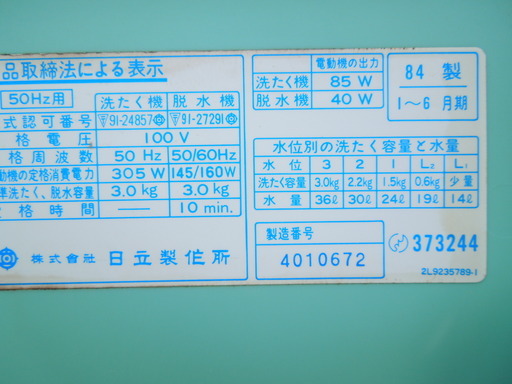 品取締法による表示
50Hz用
洗たく機 脱水機
式認可番号 91-24857 91-27291
格電圧 100 V
格周波数 50 Hz 50/60Hz
動機の定格消費電力 305 W 145/160W
準洗たく、脱水容量 3.0kg 3.0kg
格時間 —— 10 min.
株式會社 日立製作所
電動機の出力
洗たく機 85 W
脱水機 40 W
84 製
1〜6 月期
水位別の洗たく容量と水量
水位 3 2 1 L2 L1
洗たく容量 3.0kg 2.2kg 1.5kg 0.6kg 少量
水量 36ℓ 30ℓ 24ℓ 19ℓ 14ℓ
製造番号
4010672
373244
2L9235789-1